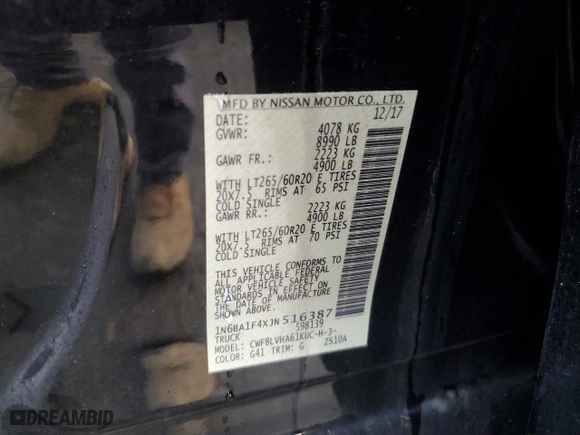 MFD BY NISSAN MOTOR CO., LTD.
DATE: 12/17
GVWR: 4078 KG
8990 LB
GAWR FR.: 2223 KG
4900 LB
WITH LT265/60R20 E TIRES
20X7.5 RIMS AT 65 PSI
COLD SINGLE
GAWR RR.: 2223 KG
4900 LB
WITH LT265/60R20 E TIRES
20X7.5 RIMS AT 70 PSI
COLD SINGLE
THIS VEHICLE CONFORMS TO
ALL APPLICABLE FEDERAL
MOTOR VEHICLE SAFETY
STANDARDS IN EFFECT ON
THE DATE OF MANUFACTURE
SHOWN ABOVE.
1N6BA1F4XJN516387
TRUCK 598139
MODEL: CWF8LVHA61KUC-H-J-
COLOR: G41 TRIM: G ZS10A
DREAMBID